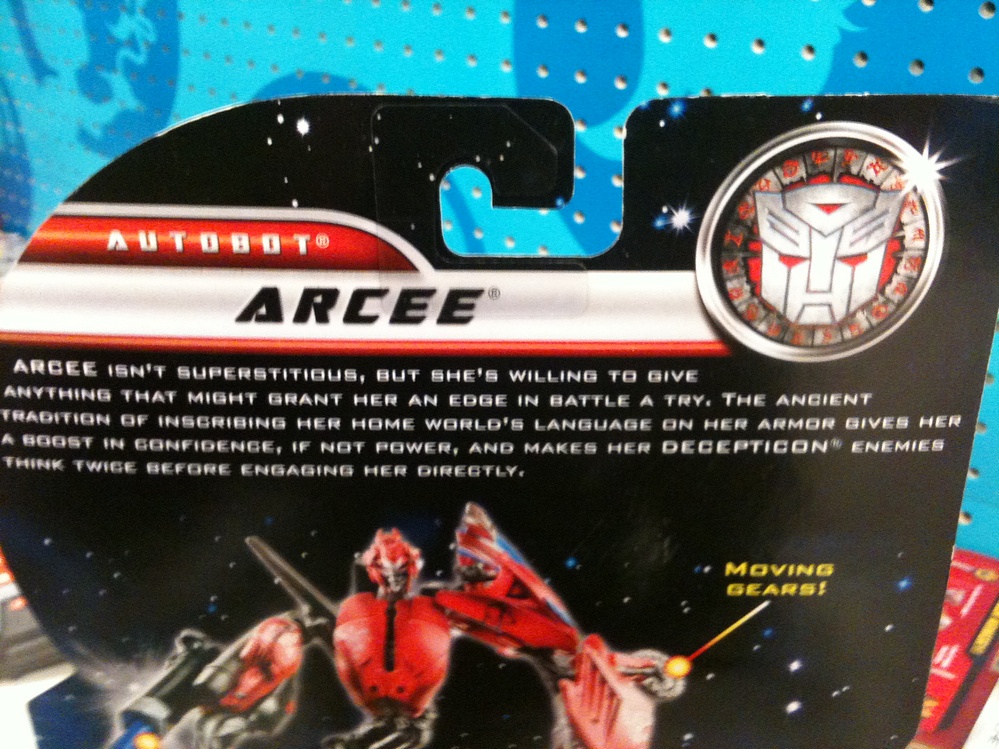 AUTOBOT®
ARCEE®
ARCEE ISN'T SUPERSTITIOUS, BUT SHE'S WILLING TO GIVE
ANYTHING THAT MIGHT GRANT HER AN EDGE IN BATTLE A TRY. THE ANCIENT
TRADITION OF INSCRIBING HER HOME WORLD'S LANGUAGE ON HER ARMOR GIVES HER
A BOOST IN CONFIDENCE, IF NOT POWER, AND MAKES HER DECEPTICON® ENEMIES
THINK TWICE BEFORE ENGAGING HER DIRECTLY.
MOVING
GEARS!